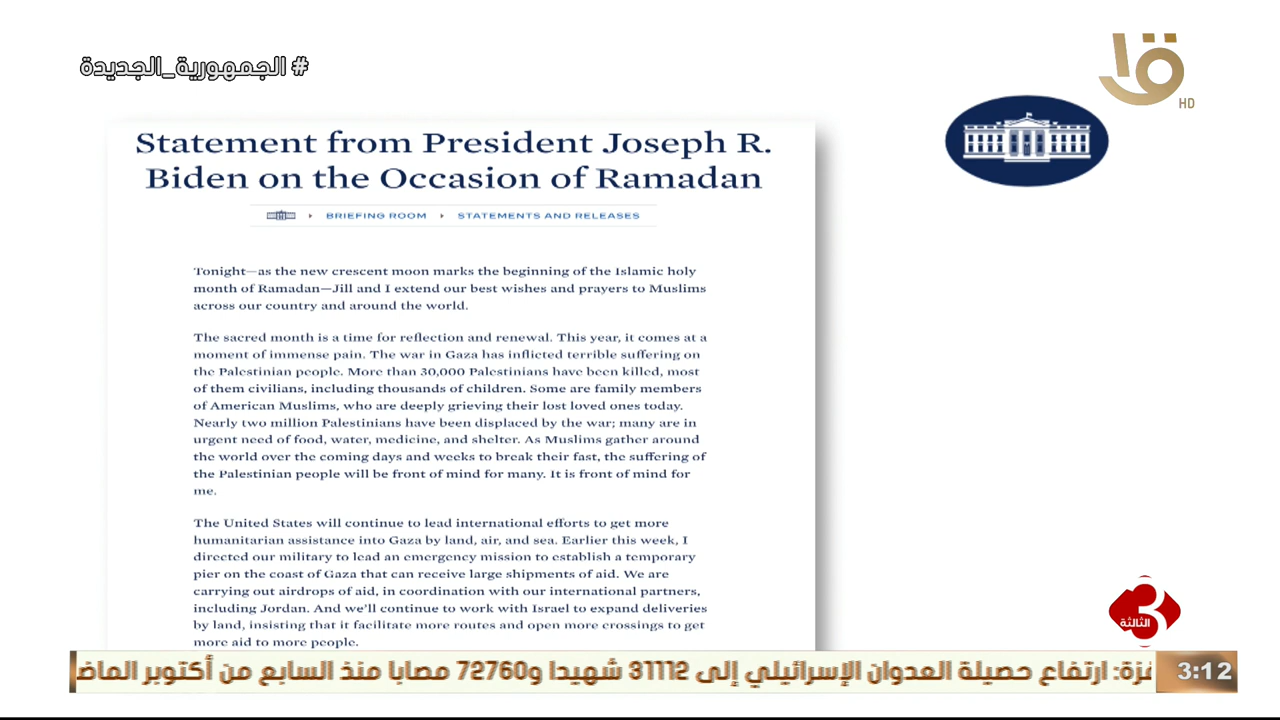 # الجمهورية_الجديدة
HD
Statement from President Joseph R.
Biden on the Occasion of Ramadan
BRIEFING ROOM
STATEMENTS AND RELEASES
Tonight—as the new crescent moon marks the beginning of the Islamic holy
month of Ramadan—Jill and I extend our best wishes and prayers to Muslims
across our country and around the world.
The sacred month is a time for reflection and renewal. This year, it comes at a
moment of immense pain. The war in Gaza has inflicted terrible suffering on
the Palestinian people. More than 30,000 Palestinians have been killed, most
of them civilians, including thousands of children. Some are family members
of American Muslims, who are deeply grieving their lost loved ones today.
Nearly two million Palestinians have been displaced by the war; many are in
urgent need of food, water, medicine, and shelter. As Muslims gather around
the world over the coming days and weeks to break their fast, the suffering of
the Palestinian people will be front of mind for many. It is front of mind for
me.
The United States will continue to lead international efforts to get more
humanitarian assistance into Gaza by land, air, and sea. Earlier this week, I
directed our military to lead an emergency mission to establish a temporary
pier on the coast of Gaza that can receive large shipments of aid. We are
carrying out airdrops of aid, in coordination with our international partners,
including Jordan. And we'll continue to work with Israel to expand deliveries
by land, insisting that it facilitate more routes and open more crossings to get
more aid to more people.
3
الثالثة
3:12
ارتفاع حصيلة العدوان الإسرائيلي إلى 31112 شهيدا و72760 مصابا منذ السابع من أكتوبر